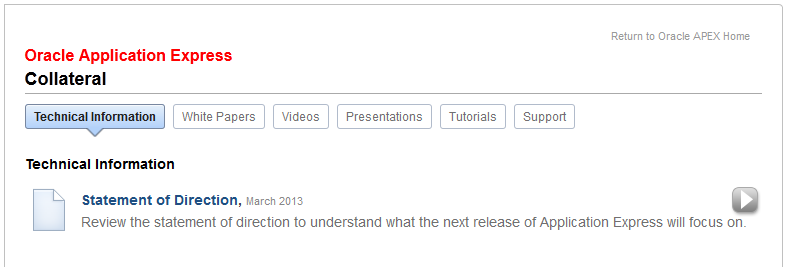 Return to Oracle APEX Home
Oracle Application Express
Collateral
Technical Information White Papers Videos Presentations Tutorials Support
Technical Information
Statement of Direction, March 2013
Review the statement of direction to understand what the next release of Application Express will focus on.